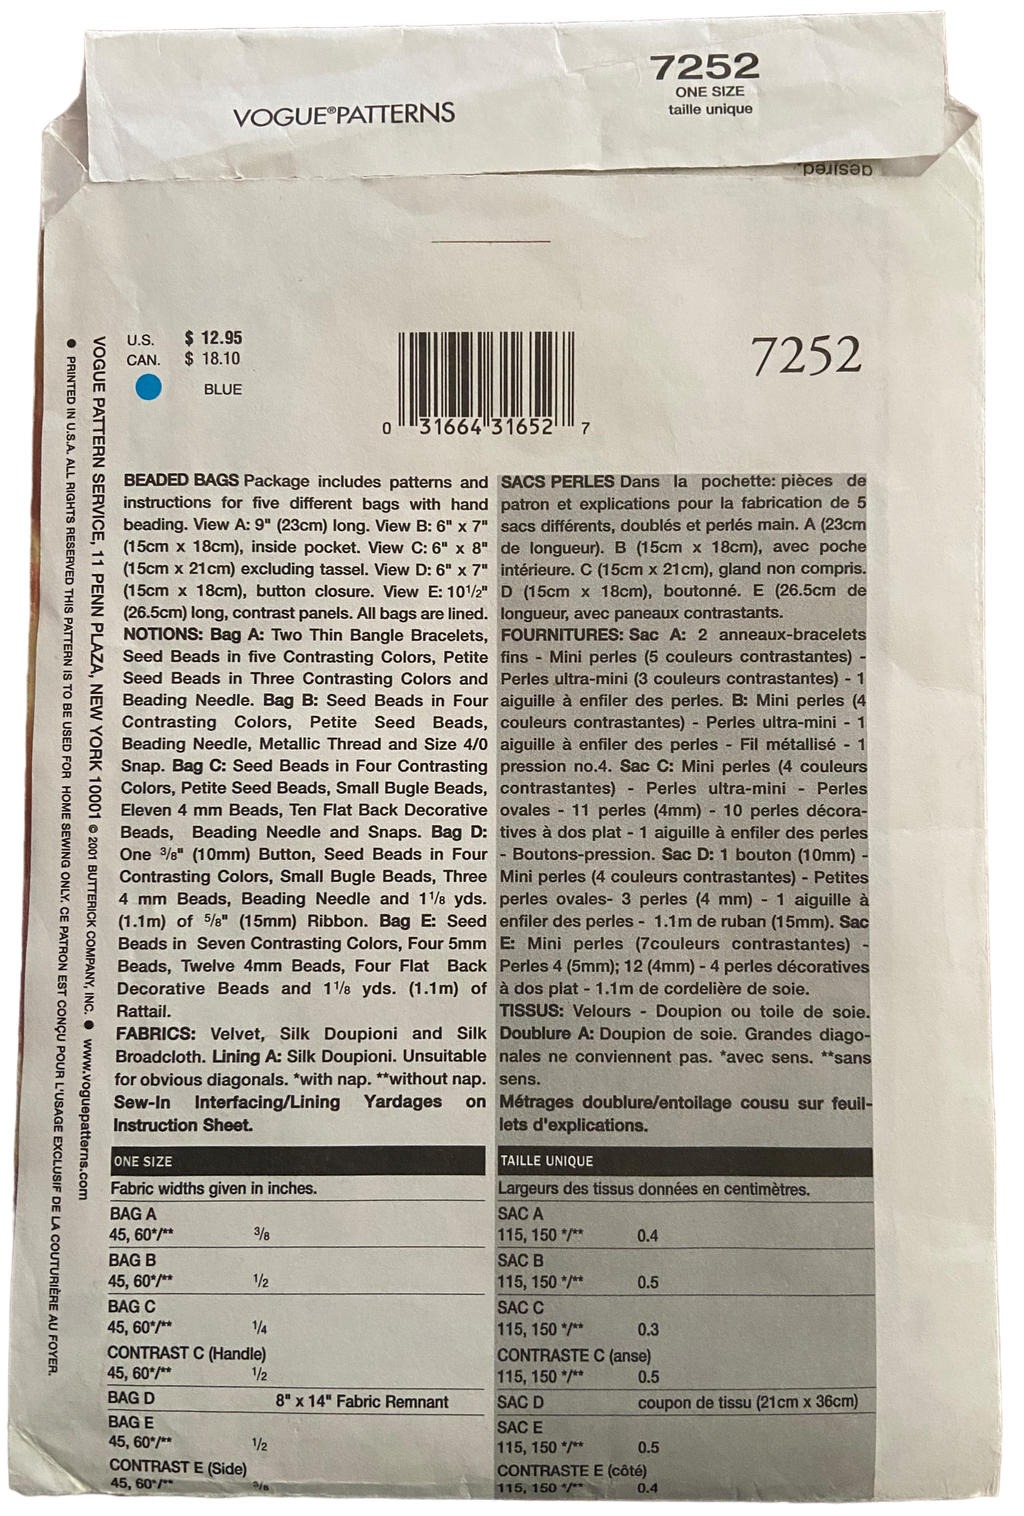 7252
ONE SIZE
taille unique
VOGUE®PATTERNS
desired.
U.S. $ 12.95
CAN. $ 18.10
BLUE
0 31664 31652 7
7252
VOGUE PATTERN SERVICE, 11 PENN PLAZA, NEW YORK 10001 © 2001 BUTTERICK COMPANY, INC. ● www.voguepatterns.com
● PRINTED IN U.S.A. ALL RIGHTS RESERVED THIS PATTERN IS TO BE USED FOR HOME SEWING ONLY. CE PATRON EST CONÇU POUR L'USAGE EXCLUSIF DE LA COUTURIÈRE AU FOYER.
BEADED BAGS Package includes patterns and
instructions for five different bags with hand
beading. View A: 9" (23cm) long. View B: 6" x 7"
(15cm x 18cm), inside pocket. View C: 6" x 8"
(15cm x 21cm) excluding tassel. View D: 6" x 7"
(15cm x 18cm), button closure. View E: 10 1/2"
(26.5cm) long, contrast panels. All bags are lined.
NOTIONS: Bag A: Two Thin Bangle Bracelets,
Seed Beads in five Contrasting Colors, Petite
Seed Beads in Three Contrasting Colors and
Beading Needle. Bag B: Seed Beads in Four
Contrasting Colors, Petite Seed Beads,
Beading Needle, Metallic Thread and Size 4/0
Snap. Bag C: Seed Beads in Four Contrasting
Colors, Petite Seed Beads, Small Bugle Beads,
Eleven 4 mm Beads, Ten Flat Back Decorative
Beads, Beading Needle and Snaps. Bag D:
One 3/8" (10mm) Button, Seed Beads in Four
Contrasting Colors, Small Bugle Beads, Three
4 mm Beads, Beading Needle and 1 1/8 yds.
(1.1m) of 5/8" (15mm) Ribbon. Bag E: Seed
Beads in Seven Contrasting Colors, Four 5mm
Beads, Twelve 4mm Beads, Four Flat Back
Decorative Beads and 1 1/8 yds. (1.1m) of
Rattail.
FABRICS: Velvet, Silk Doupioni and Silk
Broadcloth. Lining A: Silk Doupioni. Unsuitable
for obvious diagonals. *with nap. **without nap.
Sew-In Interfacing/Lining Yardages on
Instruction Sheet.
SACS PERLES Dans la pochette: pièces de
patron et explications pour la fabrication de 5
sacs différents, doublés et perlés main. A (23cm
de longueur). B (15cm x 18cm), avec poche
intérieure. C (15cm x 21cm), gland non compris.
D (15cm x 18cm), boutonné. E (26.5cm de
longueur, avec paneaux contrastants.
FOURNITURES: Sac A: 2 anneaux-bracelets
fins - Mini perles (5 couleurs contrastantes) -
Perles ultra-mini (3 couleurs contrastantes) - 1
aiguille à enfiler des perles. B: Mini perles (4
couleurs contrastantes) - Perles ultra-mini - 1
aiguille à enfiler des perles - Fil métallisé - 1
pression no.4. Sac C: Mini perles (4 couleurs
contrastantes) - Perles ultra-mini - Perles
ovales - 11 perles (4mm) - 10 perles décora-
tives à dos plat - 1 aiguille à enfiler des perles
- Boutons-pression. Sac D: 1 bouton (10mm) -
Mini perles (4 couleurs contrastantes) - Petites
perles ovales- 3 perles (4 mm) - 1 aiguille à
enfiler des perles - 1.1m de ruban (15mm). Sac
E: Mini perles (7couleurs contrastantes) -
Perles 4 (5mm); 12 (4mm) - 4 perles décoratives
à dos plat - 1.1m de cordelière de soie.
TISSUS: Velours - Doupion ou toile de soie.
Doublure A: Doupion de soie. Grandes diago-
nales ne conviennent pas. *avec sens. **sans
sens.
Métrages doublure/entoilage cousu sur feuil-
lets d'explications.
ONE SIZE
Fabric widths given in inches.
BAG A
45, 60*/** 3/8
BAG B
45, 60*/** 1/2
BAG C
45, 60*/** 1/4
CONTRAST C (Handle)
45, 60*/** 1/2
BAG D 8" x 14" Fabric Remnant
BAG E
45, 60*/** 1/2
CONTRAST E (Side)
45, 60*/** 3/8
TAILLE UNIQUE
Largeurs des tissus données en centimètres.
SAC A
115, 150 */** 0.4
SAC B
115, 150 */** 0.5
SAC C
115, 150 */** 0.3
CONTRASTE C (anse)
115, 150 */** 0.5
SAC D coupon de tissu (21cm x 36cm)
SAC E
115, 150 */** 0.5
CONTRASTE E (côté)
115, 150 */** 0.4